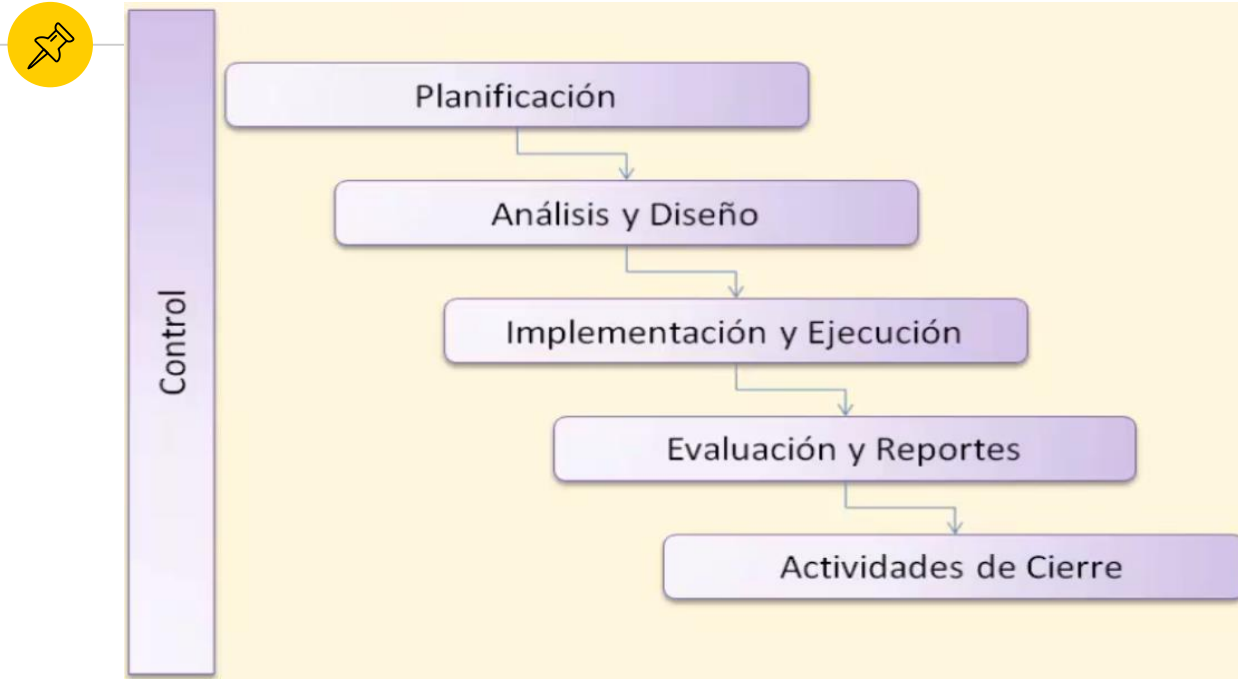 Control
Planificación
Análisis y Diseño
Implementación y Ejecución
Evaluación y Reportes
Actividades de Cierre